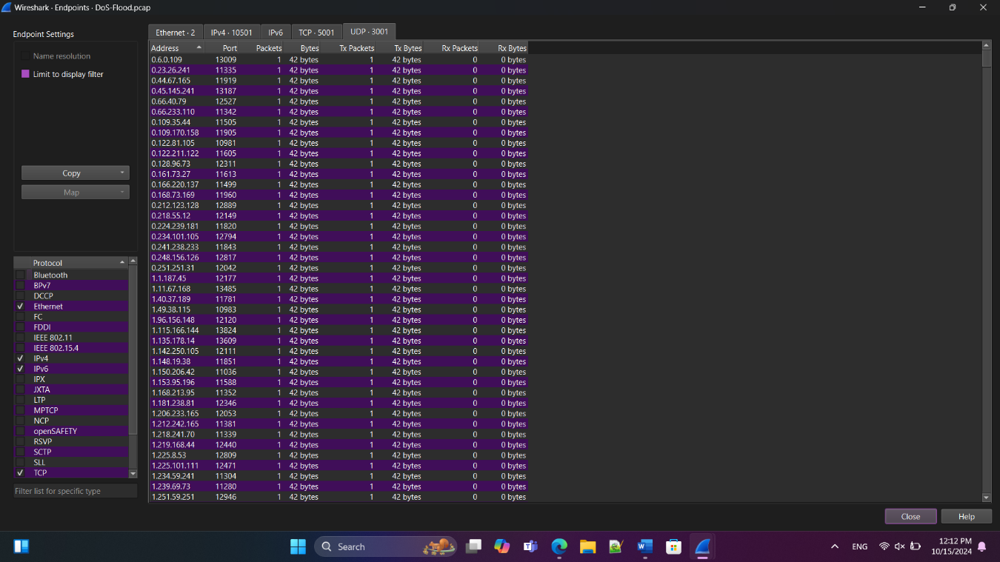 Wireshark · Endpoints · DoS-Flood.pcap
Endpoint Settings
Name resolution
Limit to display filter
Copy
Map
Protocol
Bluetooth
BPv7
DCCP
Ethernet
FC
FDDI
IEEE 802.11
IEEE 802.15.4
IPv4
IPv6
IPX
JXTA
LTP
MPTCP
NCP
openSAFETY
RSVP
SCTP
SLL
TCP
Filter list for specific type
Ethernet · 2 IPv4 · 10501 IPv6 TCP · 5001 UDP · 3001
Address Port Packets Bytes Tx Packets Tx Bytes Rx Packets Rx Bytes
0.6.0.109 13009 1 42 bytes 1 42 bytes 0 0 bytes
0.23.26.241 11335 1 42 bytes 1 42 bytes 0 0 bytes
0.44.67.165 11919 1 42 bytes 1 42 bytes 0 0 bytes
0.45.145.241 13187 1 42 bytes 1 42 bytes 0 0 bytes
0.66.40.79 12527 1 42 bytes 1 42 bytes 0 0 bytes
0.66.233.110 11342 1 42 bytes 1 42 bytes 0 0 bytes
0.109.35.44 11505 1 42 bytes 1 42 bytes 0 0 bytes
0.109.170.158 11905 1 42 bytes 1 42 bytes 0 0 bytes
0.122.81.105 10981 1 42 bytes 1 42 bytes 0 0 bytes
0.122.211.122 11605 1 42 bytes 1 42 bytes 0 0 bytes
0.128.96.73 12311 1 42 bytes 1 42 bytes 0 0 bytes
0.161.73.27 11613 1 42 bytes 1 42 bytes 0 0 bytes
0.166.220.137 11499 1 42 bytes 1 42 bytes 0 0 bytes
0.168.73.169 11960 1 42 bytes 1 42 bytes 0 0 bytes
0.212.123.128 12889 1 42 bytes 1 42 bytes 0 0 bytes
0.218.55.12 12149 1 42 bytes 1 42 bytes 0 0 bytes
0.224.239.181 11820 1 42 bytes 1 42 bytes 0 0 bytes
0.234.101.105 12794 1 42 bytes 1 42 bytes 0 0 bytes
0.241.238.233 11843 1 42 bytes 1 42 bytes 0 0 bytes
0.248.156.126 12817 1 42 bytes 1 42 bytes 0 0 bytes
0.251.251.31 12042 1 42 bytes 1 42 bytes 0 0 bytes
1.1.187.45 12177 1 42 bytes 1 42 bytes 0 0 bytes
1.11.67.168 13485 1 42 bytes 1 42 bytes 0 0 bytes
1.40.37.189 11781 1 42 bytes 1 42 bytes 0 0 bytes
1.49.38.115 10983 1 42 bytes 1 42 bytes 0 0 bytes
1.96.156.148 12120 1 42 bytes 1 42 bytes 0 0 bytes
1.115.166.144 13824 1 42 bytes 1 42 bytes 0 0 bytes
1.135.178.14 13609 1 42 bytes 1 42 bytes 0 0 bytes
1.142.250.105 12111 1 42 bytes 1 42 bytes 0 0 bytes
1.148.19.38 11851 1 42 bytes 1 42 bytes 0 0 bytes
1.150.206.42 11036 1 42 bytes 1 42 bytes 0 0 bytes
1.153.95.196 11588 1 42 bytes 1 42 bytes 0 0 bytes
1.168.213.95 11352 1 42 bytes 1 42 bytes 0 0 bytes
1.181.238.81 12346 1 42 bytes 1 42 bytes 0 0 bytes
1.206.233.165 12053 1 42 bytes 1 42 bytes 0 0 bytes
1.212.242.165 11381 1 42 bytes 1 42 bytes 0 0 bytes
1.218.241.70 11339 1 42 bytes 1 42 bytes 0 0 bytes
1.219.168.44 12440 1 42 bytes 1 42 bytes 0 0 bytes
1.225.8.53 12809 1 42 bytes 1 42 bytes 0 0 bytes
1.225.101.111 12471 1 42 bytes 1 42 bytes 0 0 bytes
1.234.59.241 11304 1 42 bytes 1 42 bytes 0 0 bytes
1.239.69.73 11280 1 42 bytes 1 42 bytes 0 0 bytes
1.251.59.251 12946 1 42 bytes 1 42 bytes 0 0 bytes
Close Help
Search
ENG
12:12 PM
10/15/2024